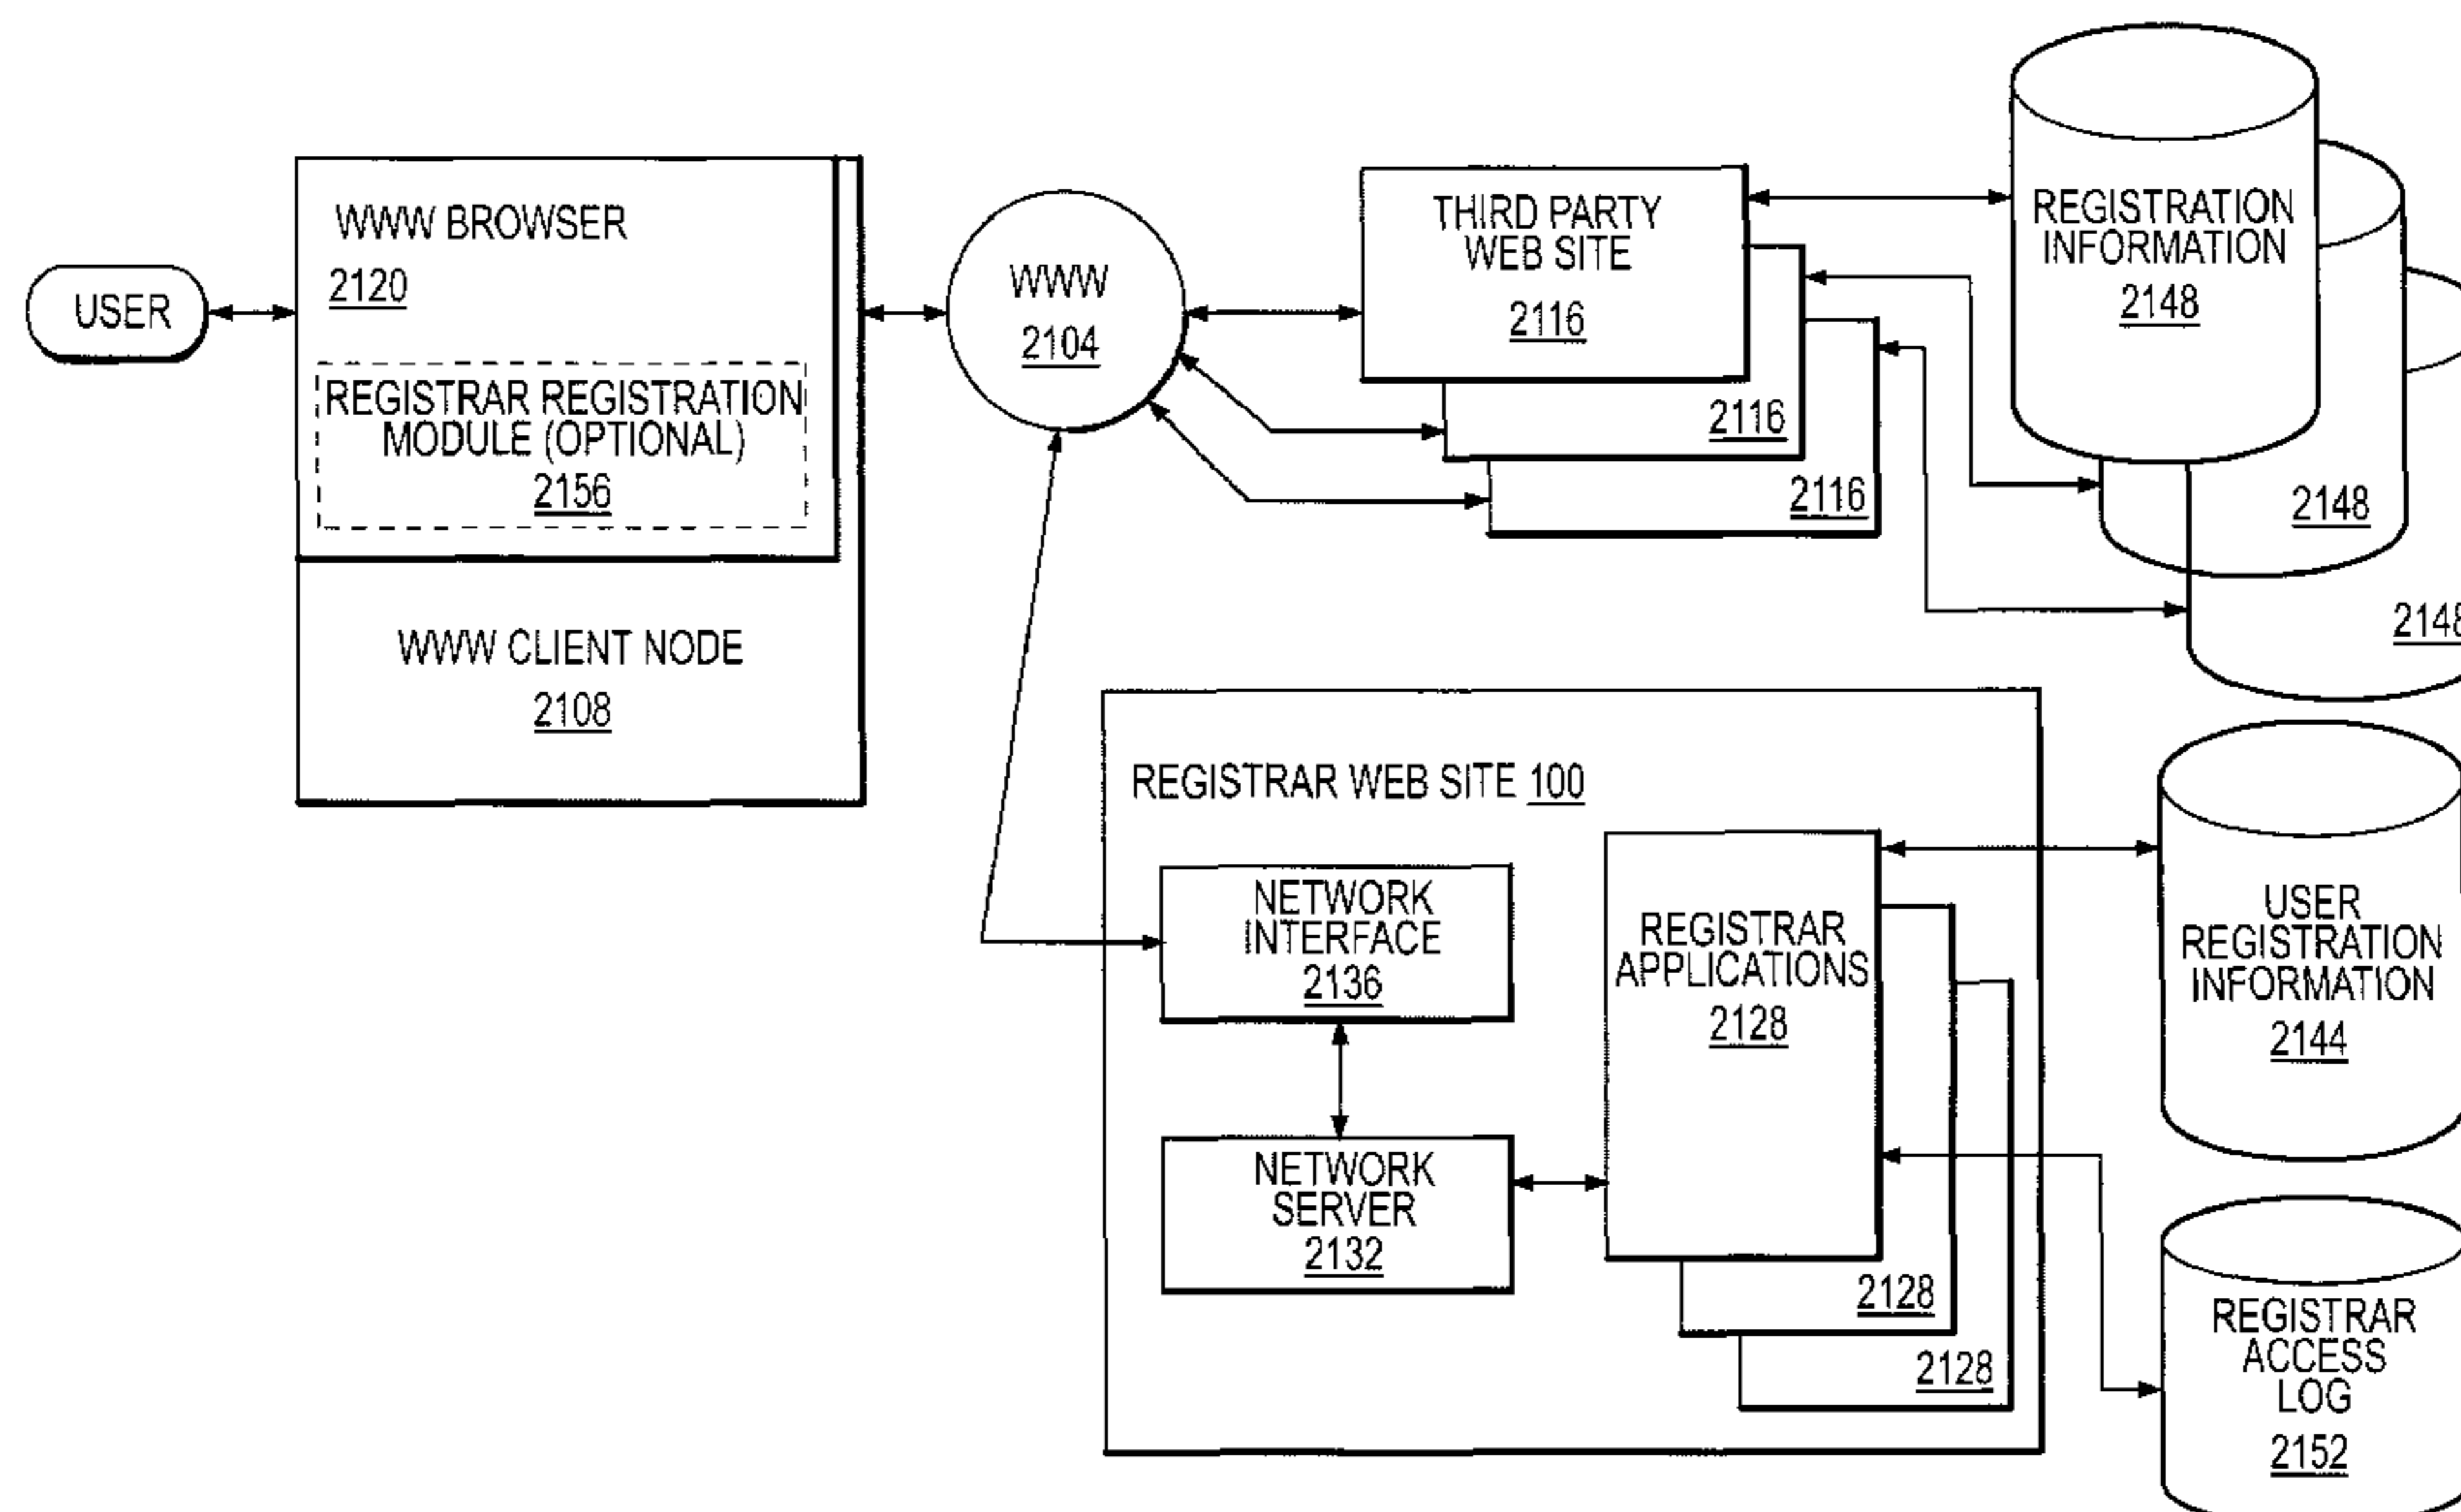 USER
WWW BROWSER
2120
REGISTRAR REGISTRATION
MODULE (OPTIONAL)
2156
WWW CLIENT NODE
2108
WWW
2104
THIRD PARTY
WEB SITE
2116
2116
2116
REGISTRATION
INFORMATION
2148
2148
2148
REGISTRAR WEB SITE 100
NETWORK
INTERFACE
2136
NETWORK
SERVER
2132
REGISTRAR
APPLICATIONS
2128
2128
2128
USER
REGISTRATION
INFORMATION
2144
REGISTRAR
ACCESS
LOG
2152